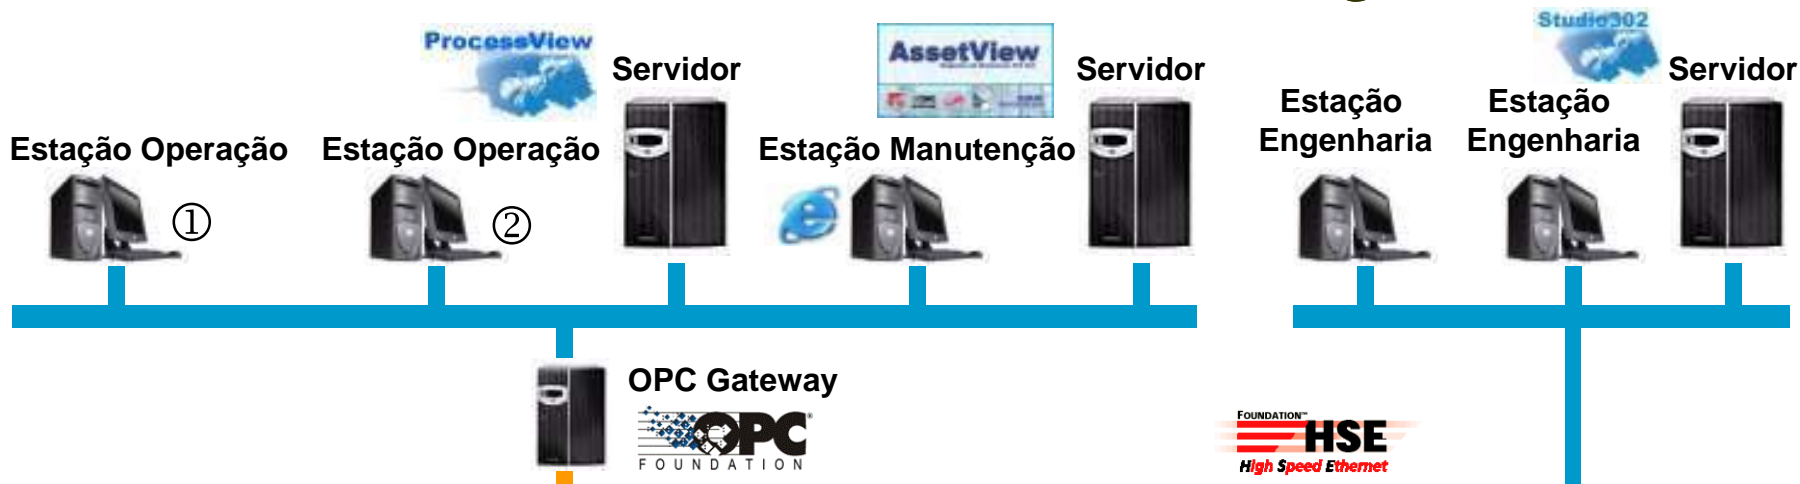 ProcessView
Servidor
AssetView
Servidor
Studio302
Servidor
Estação
Engenharia
Estação
Engenharia
Estação Operação
Estação Operação
Estação Manutenção
①
②
OPC Gateway
OPC
FOUNDATION
FOUNDATION™
HSE
High Speed Ethernet